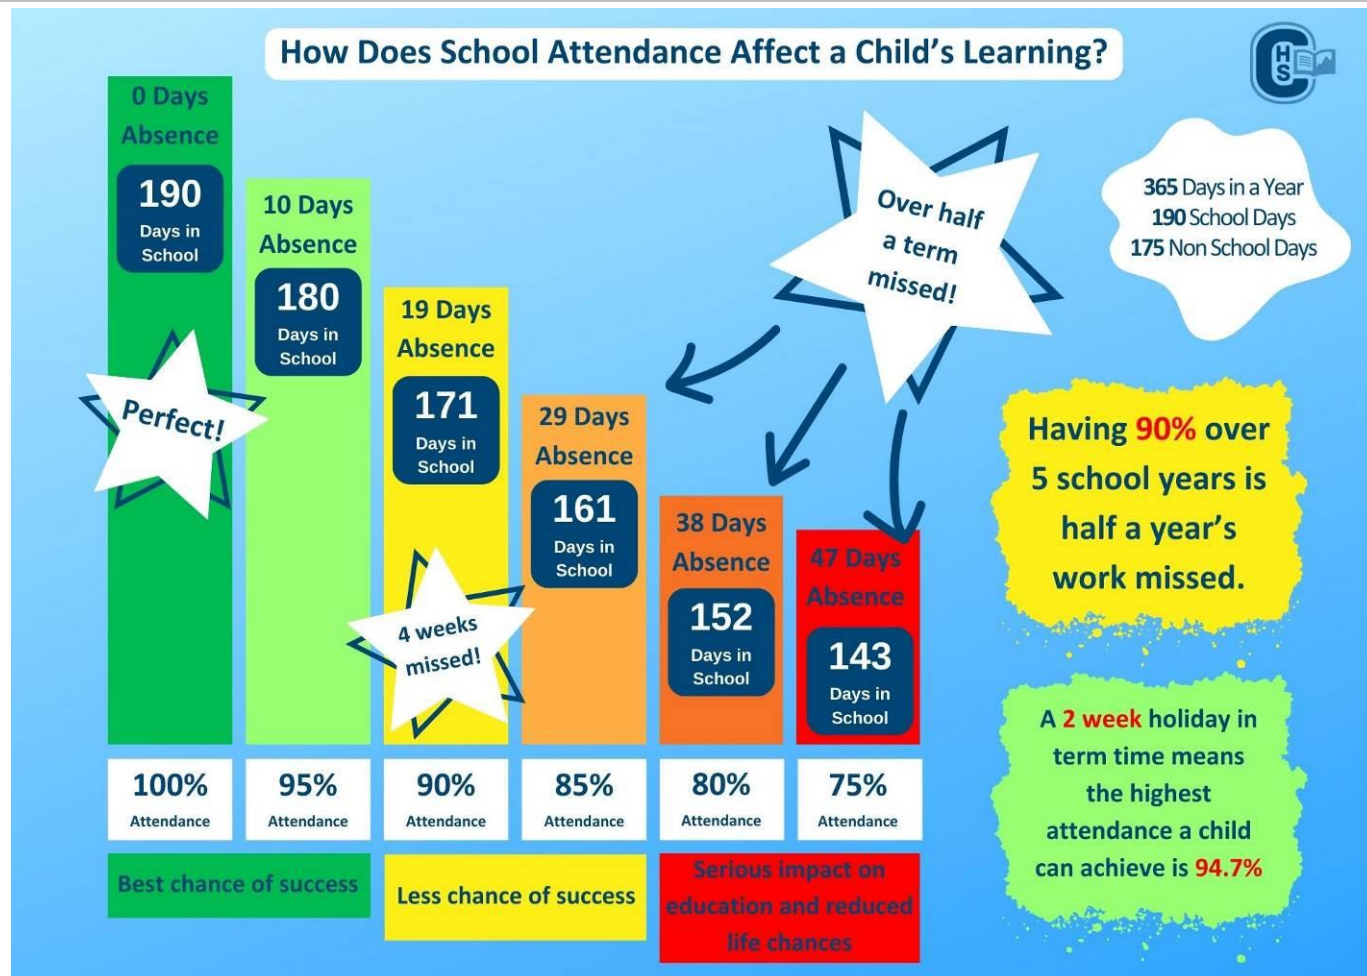 How Does School Attendance Affect a Child's Learning?
CHS
0 Days
Absence
190
Days in
School
Perfect!
10 Days
Absence
180
Days in
School
19 Days
Absence
171
Days in
School
4 weeks
missed!
29 Days
Absence
161
Days in
School
38 Days
Absence
152
Days in
School
47 Days
Absence
143
Days in
School
Over half
a term
missed!
365 Days in a Year
190 School Days
175 Non School Days
Having 90% over
5 school years is
half a year's
work missed.
A 2 week holiday in
term time means
the highest
attendance a child
can achieve is 94.7%
100%
Attendance
95%
Attendance
90%
Attendance
85%
Attendance
80%
Attendance
75%
Attendance
Best chance of success
Less chance of success
Serious impact on
education and reduced
life chances